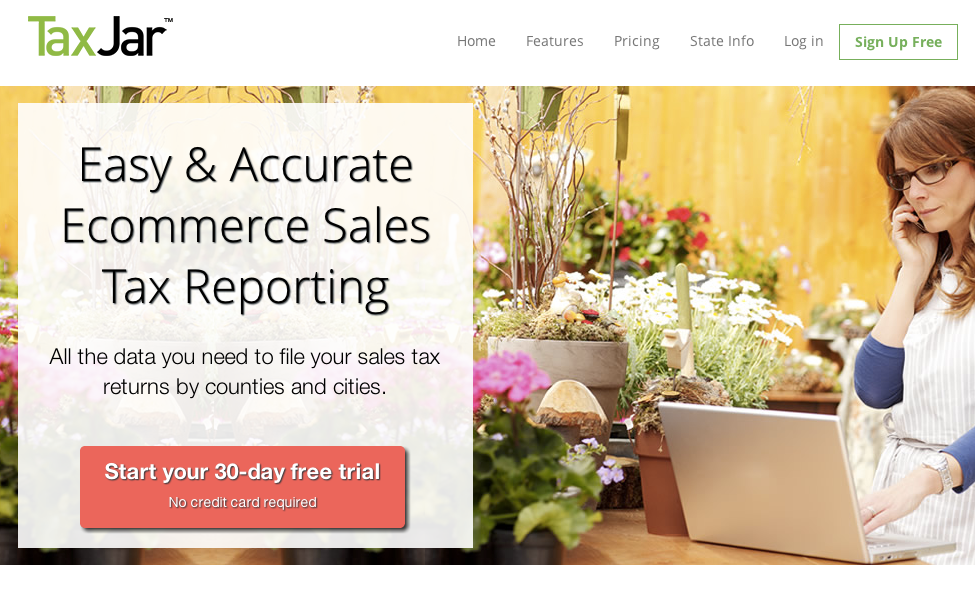 TaxJar™
Home Features Pricing State Info Log in Sign Up Free
Easy & Accurate
Ecommerce Sales
Tax Reporting
All the data you need to file your sales tax
returns by counties and cities.
Start your 30-day free trial
No credit card required